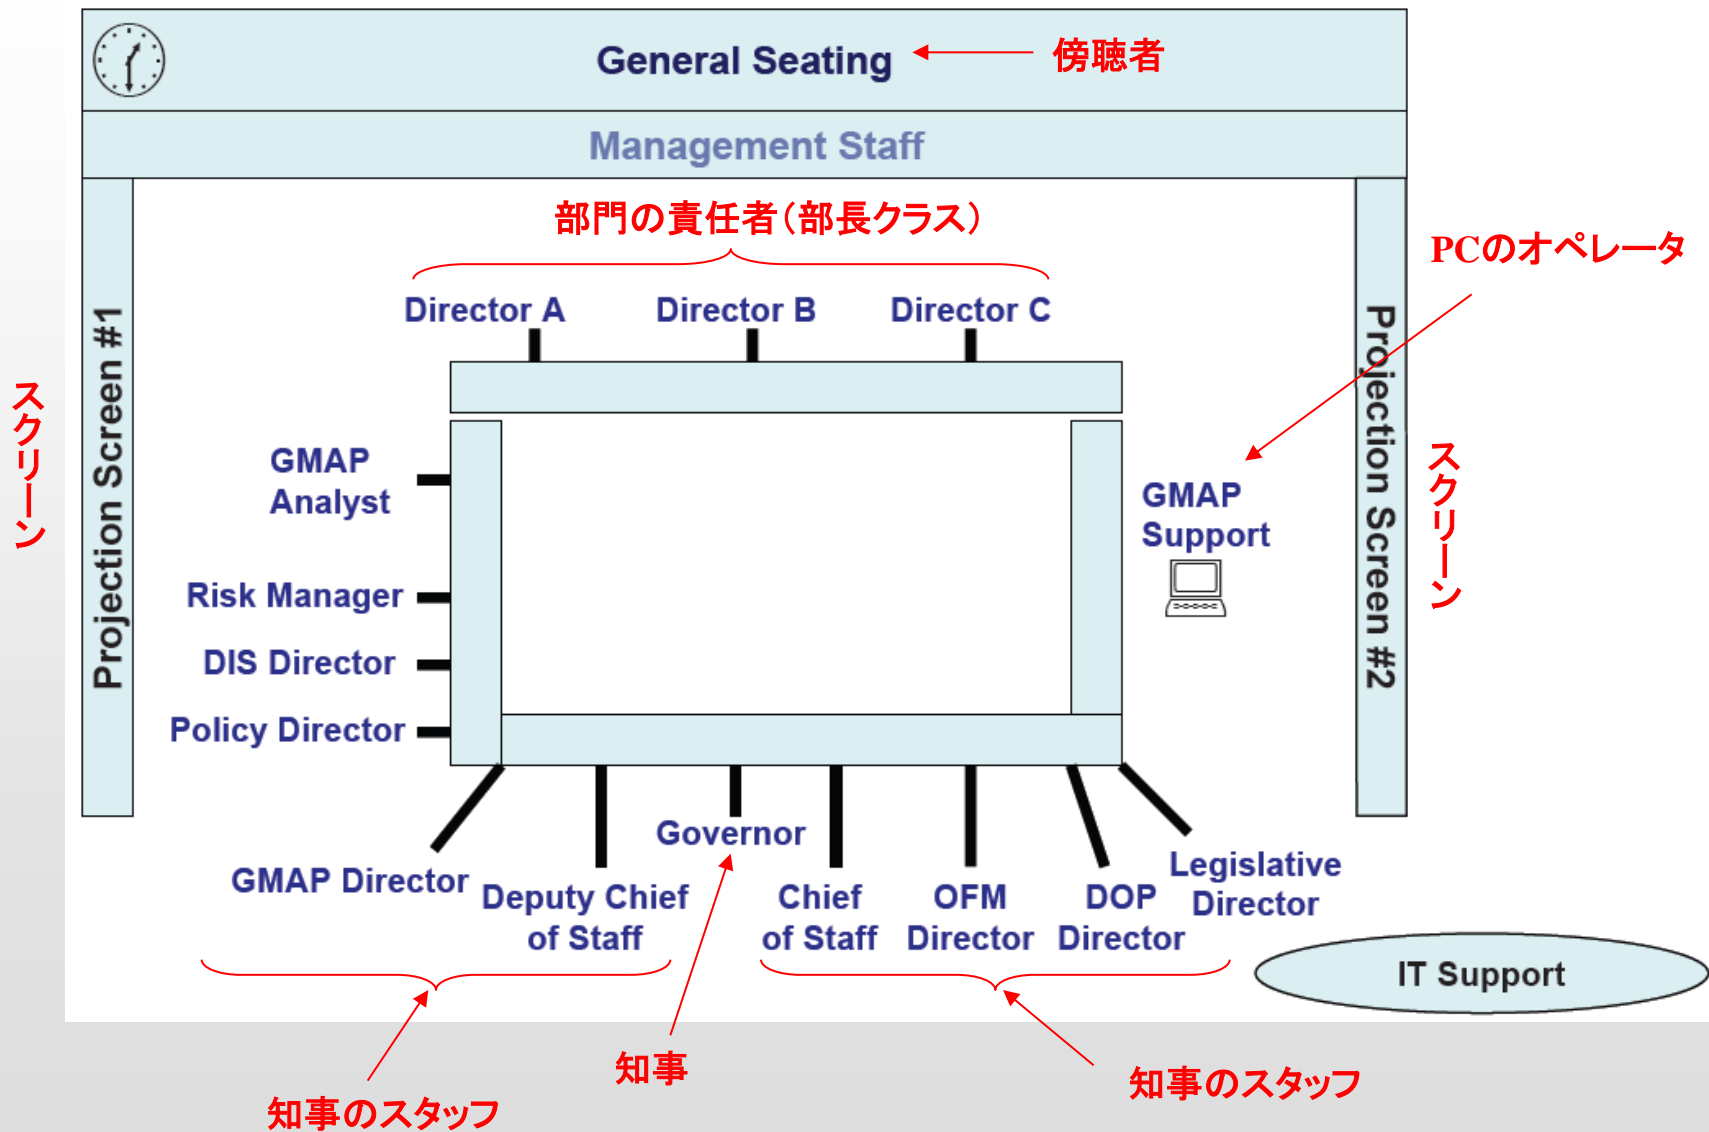 General Seating
傍聴者
Management Staff
部門の責任者（部長クラス）
PCのオペレータ
Director A
Director B
Director C
Projection Screen #1
スクリーン
Projection Screen #2
スクリーン
GMAP
Analyst
GMAP
Support
Risk Manager
DIS Director
Policy Director
Governor
GMAP Director
Deputy Chief
of Staff
Chief
of Staff
OFM
Director
DOP
Director
Legislative
Director
IT Support
知事
知事のスタッフ
知事のスタッフ